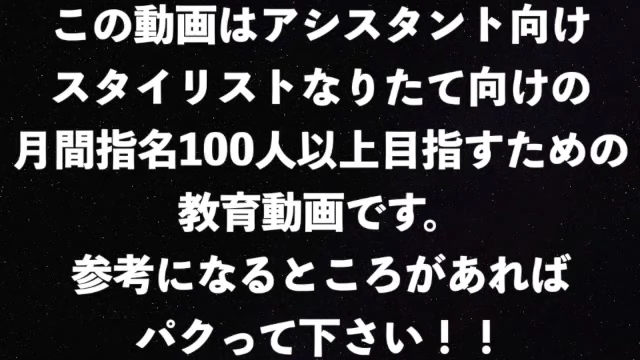 この動画はアシスタント向け
スタイリストなりたて向けの
月間指名100人以上目指すための
教育動画です。
参考になるところがあれば
パクって下さい！！